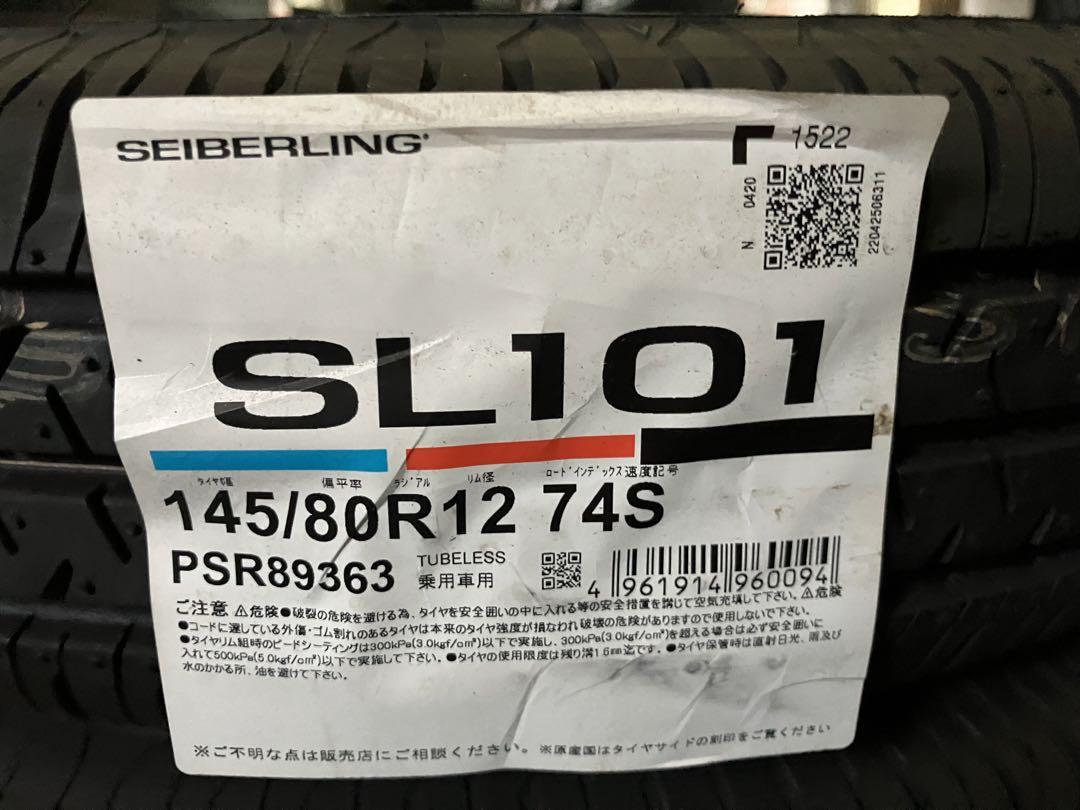 SEIBERLING
1522
N 0420
22042506311
SL101
タイヤ巾 偏平率 ラジアル リム径 ロードインデックス 速度記号
145/80R12 74S
PSR89363
TUBELESS
乗用車用
4 961914 960094
ご注意 ⚠危険●破裂の危険を避ける為、タイヤを安全囲いの中に入れる等の安全措置を講じて空気充填して下さい。⚠危険
●コードに達している外傷・ゴム割れのあるタイヤは本来のタイヤ強度が損なわれ破壊の危険がありますので使用しないで下さい。
●タイヤリム組時のビードシーティングは300kPa(3.0kgf/cm²)以下で実施し、300kPa(3.0kgf/cm²)を超える場合は必ず安全囲いに
入れて500kPa(5.0kgf/cm²)以下で実施して下さい。●タイヤの使用限度は残り溝1.6mm迄です。●タイヤ保管時は直射日光、雨及び
水のかかる所、油を避けて下さい。
※ご不明な点は販売店にご相談ください。※原産国はタイヤサイドの刻印をご覧ください